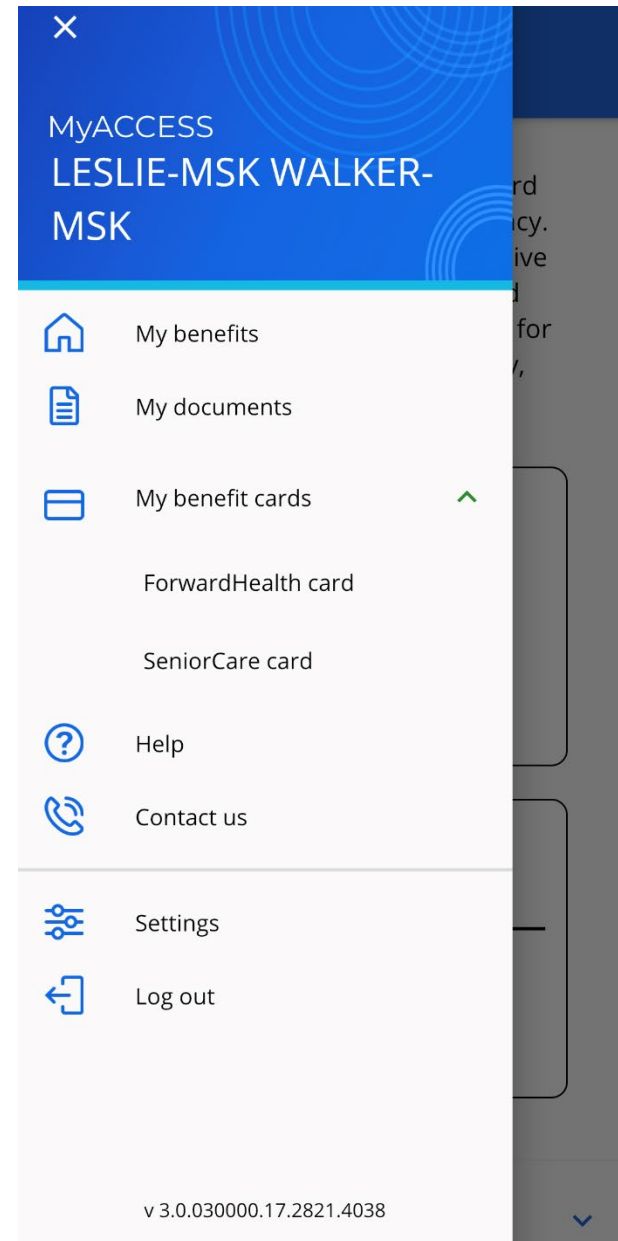 MyACCESS
LESLIE-MSK WALKER-
MSK
My benefits
My documents
My benefit cards
ForwardHealth card
SeniorCare card
Help
Contact us
Settings
Log out
v 3.0.030000.17.2821.4038
for